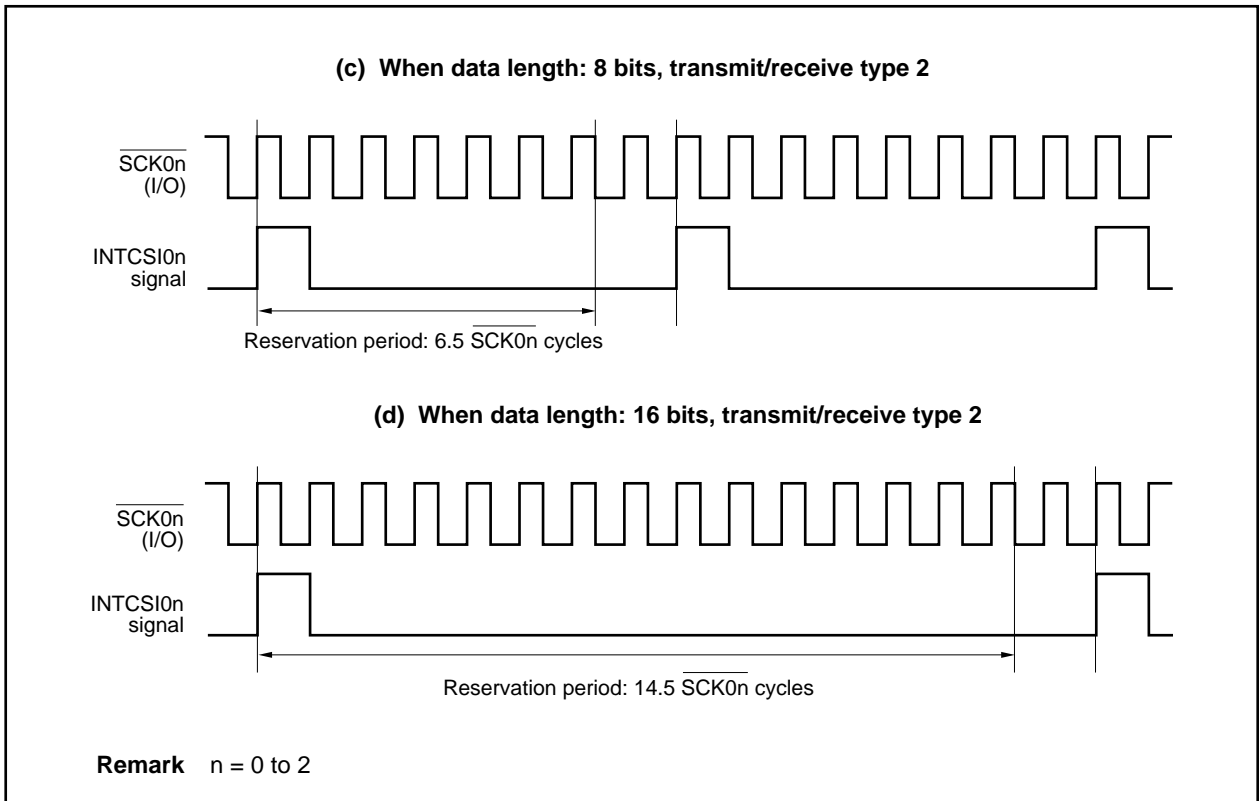 (c) When data length: 8 bits, transmit/receive type 2
SCK0n
(I/O)
INTCSI0n
signal
Reservation period: 6.5 SCK0n cycles
(d) When data length: 16 bits, transmit/receive type 2
SCK0n
(I/O)
INTCSI0n
signal
Reservation period: 14.5 SCK0n cycles
Remark n = 0 to 2